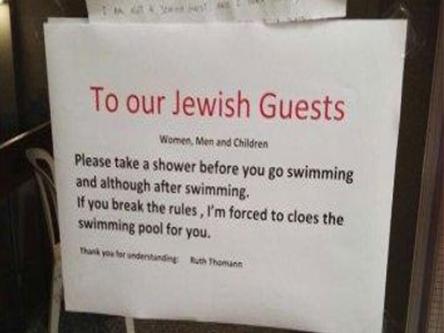 To our Jewish Guests
Women, Men and Children
Please take a shower before you go swimming
and although after swimming.
If you break the rules , I'm forced to cloes the
swimming pool for you.
Thank you for understanding: Ruth Thomann